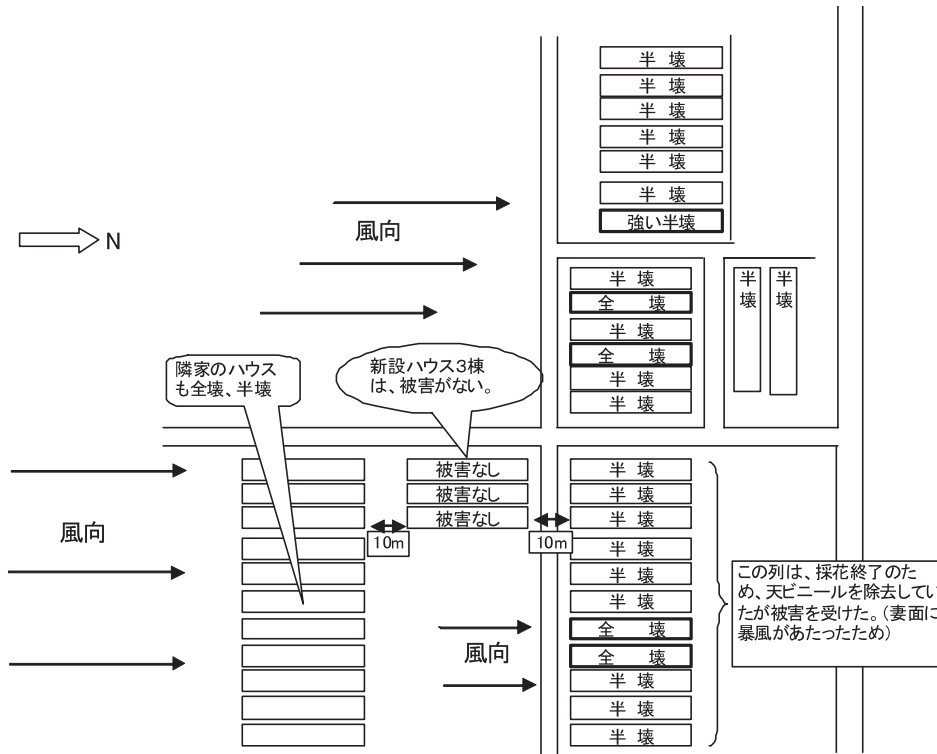 半 壊
半 壊
半 壊
半 壊
半 壊
半 壊
強い半壊
風向
N
半 壊
全 壊
半 壊
全 壊
半 壊
半 壊
半壊
半壊
隣家のハウス
も全壊、半壊
新設ハウス3棟
は、被害がない。
被害なし
被害なし
被害なし
半 壊
半 壊
半 壊
半 壊
半 壊
半 壊
全 壊
全 壊
半 壊
半 壊
半 壊
10m
10m
風向
風向
この列は、採花終了のた
め、天ビニールを除去してい
たが被害を受けた。(妻面に
暴風があたったため)